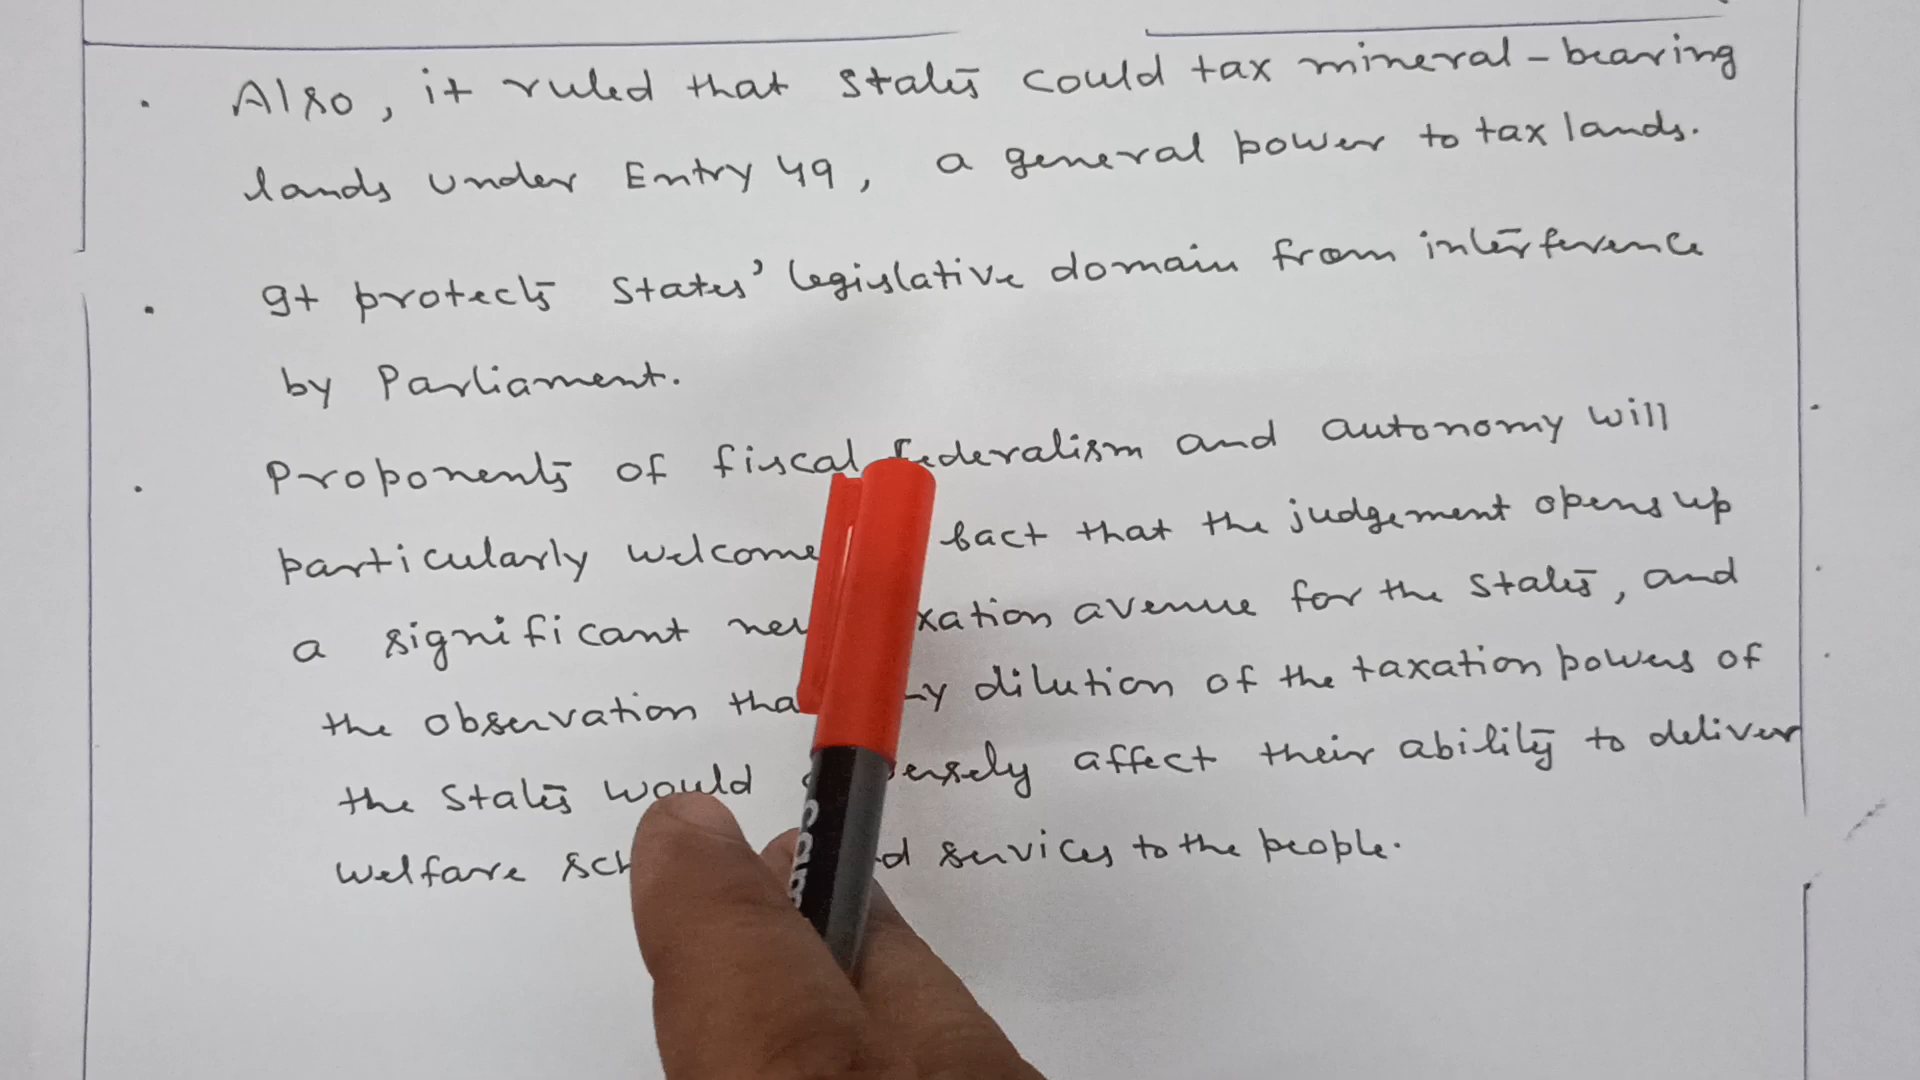 Also, it ruled that States could tax mineral-bearing
lands under Entry 49, a general power to tax lands.
It protects States' legislative domain from interference
by Parliament.
Proponents of fiscal federalism and autonomy will
particularly welcome fact that the judgement opens up
a significant xation avenue for the States, and
the observation dilution of the taxation powers of
the States would affect their ability to deliver
welfare services to the people.